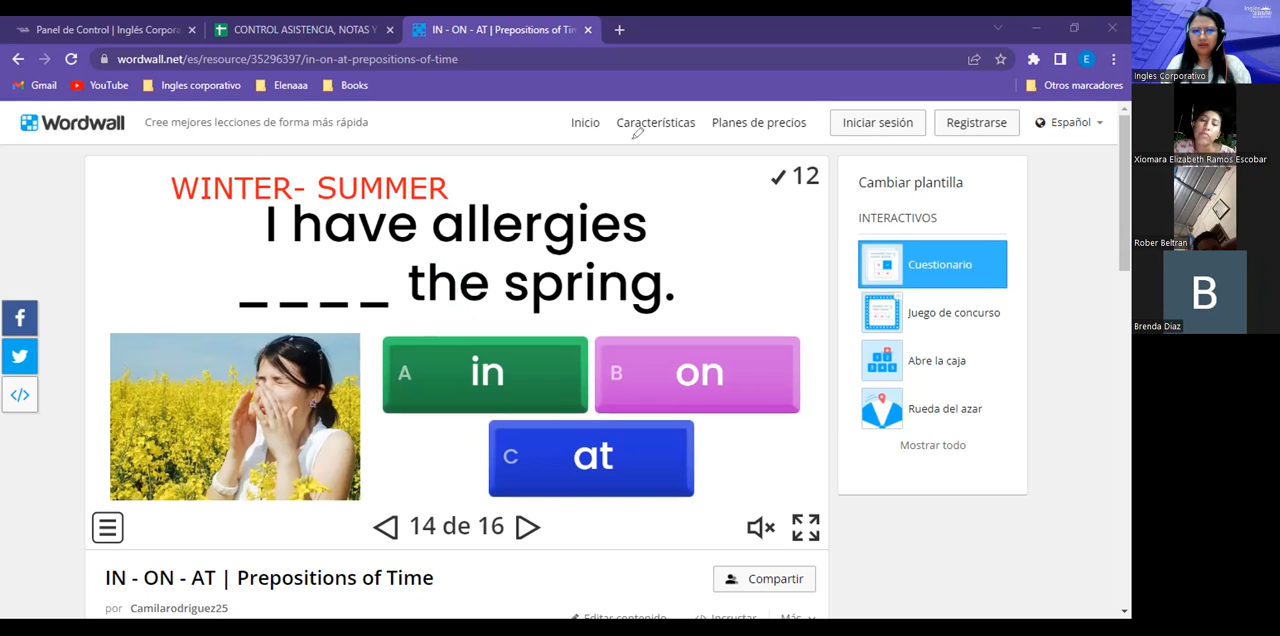 Panel de Control | Inglés Corpora
CONTROL ASISTENCIA, NOTAS Y
IN - ON - AT | Prepositions of Tim
wordwall.net/es/resource/35296397/in-on-at-prepositions-of-time
E
Gmail
YouTube
Ingles corporativo
Elenaaa
Books
Otros marcadores
Wordwall
Cree mejores lecciones de forma más rápida
Inicio
Características
Planes de precios
Iniciar sesión
Registrarse
Español
WINTER- SUMMER
12
I have allergies
_ _ _ _ the spring.
A in
B on
C at
14 de 16
Cambiar plantilla
INTERACTIVOS
Cuestionario
Juego de concurso
Abre la caja
Rueda del azar
Mostrar todo
IN - ON - AT | Prepositions of Time
Compartir
por Camilarodriguez25
Editar contenido
Incrustar
Más
Ingles Corporativo
Xiomara Elizabeth Ramos Escobar
Rober Beltran
B
Brenda Diaz